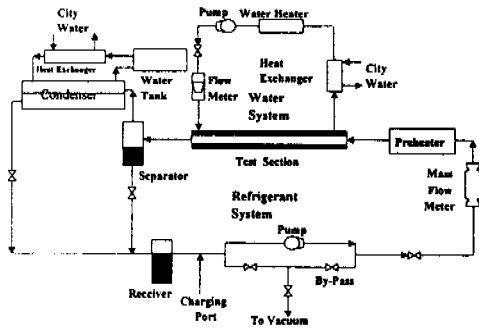 City
Water
Pump
Water Heater
Heat Exchanger
Water
Tank
Condenser
Flow
Meter
Heat
Exchanger
Water
System
City
Water
Test Section
Preheater
Separator
Mass
Flow
Meter
Refrigerant
System
Pump
By-Pass
Receiver
Charging
Port
To Vacuum